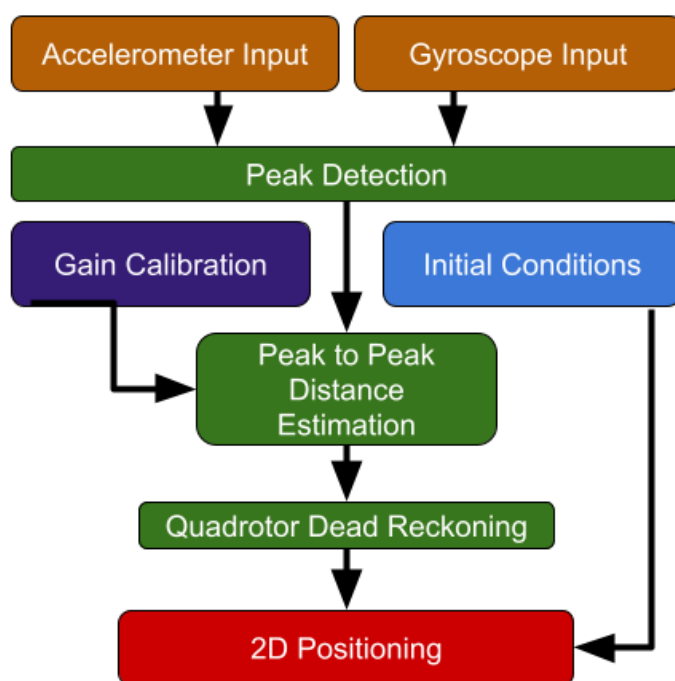 Accelerometer Input
Gyroscope Input
Peak Detection
Gain Calibration
Initial Conditions
Peak to Peak
Distance
Estimation
Quadrotor Dead Reckoning
2D Positioning